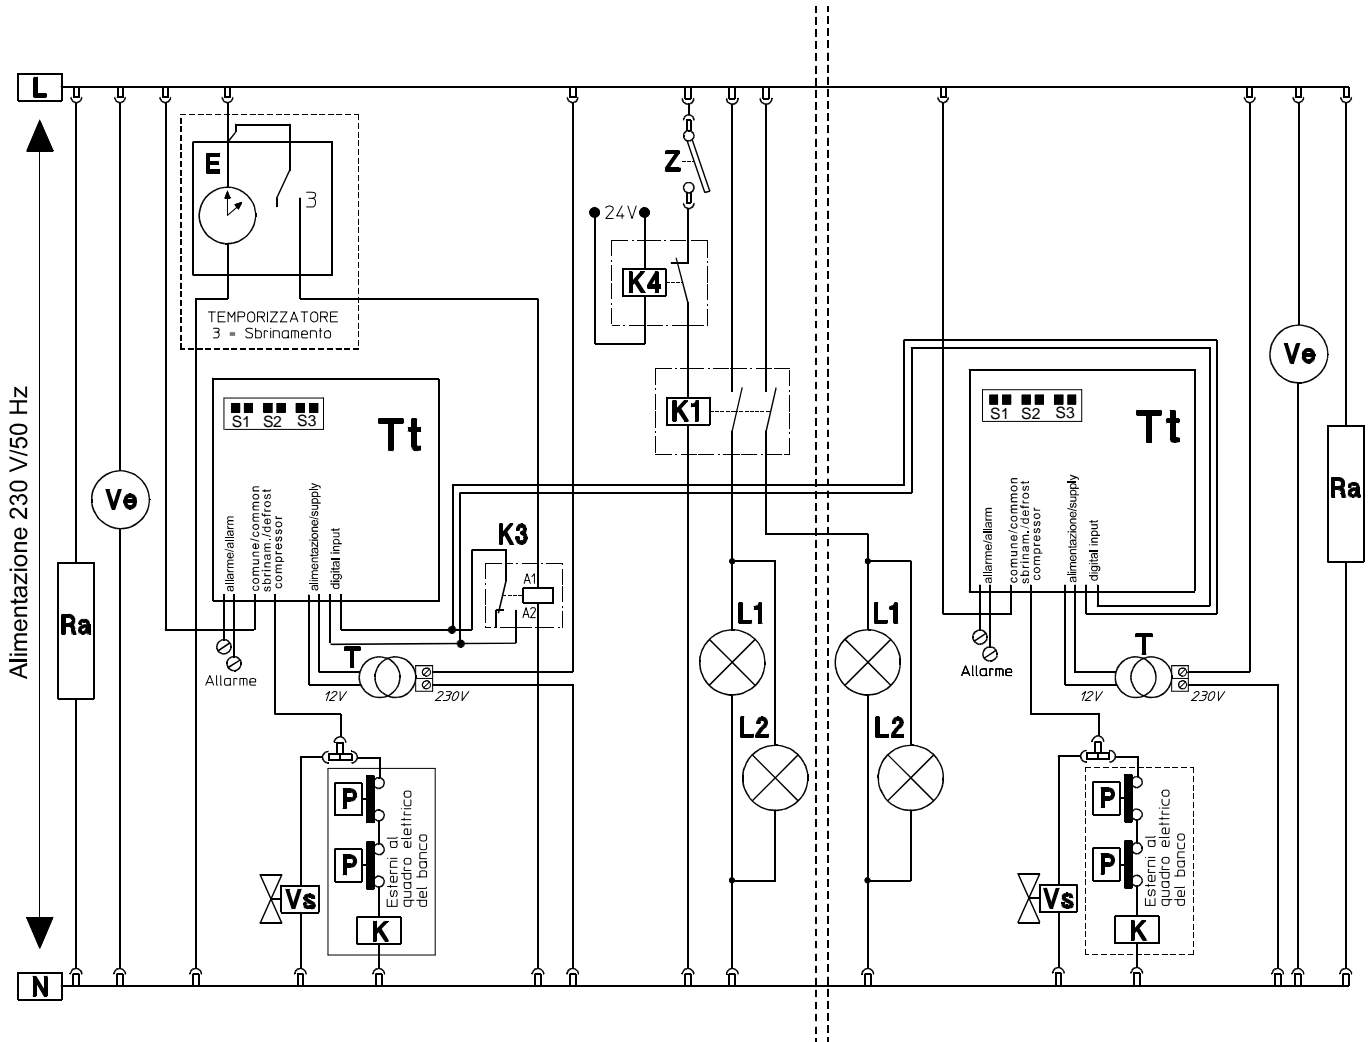 L
E
3
TEMPORIZZATORE
3 = Sbrinamento
Z
24V
K4
K1
Ve
Ra
Alimentazione 230 V/50 Hz
Ve
Ra
S1 S2 S3
Tt
allarme/allarm
comune/common
sbrinam./defrost
compressor
alimentazione/supply
digital input
K3
A1
A2
Allarme
T
12V
230V
P
P
K
Vs
Esterni al
quadro elettrico
del banco
L1
L2
L1
L2
S1 S2 S3
Tt
allarme/allarm
comune/common
sbrinam./defrost
compressor
alimentazione/supply
digital input
Allarme
T
12V
230V
P
P
K
Vs
Esterni al
quadro elettrico
del banco
N